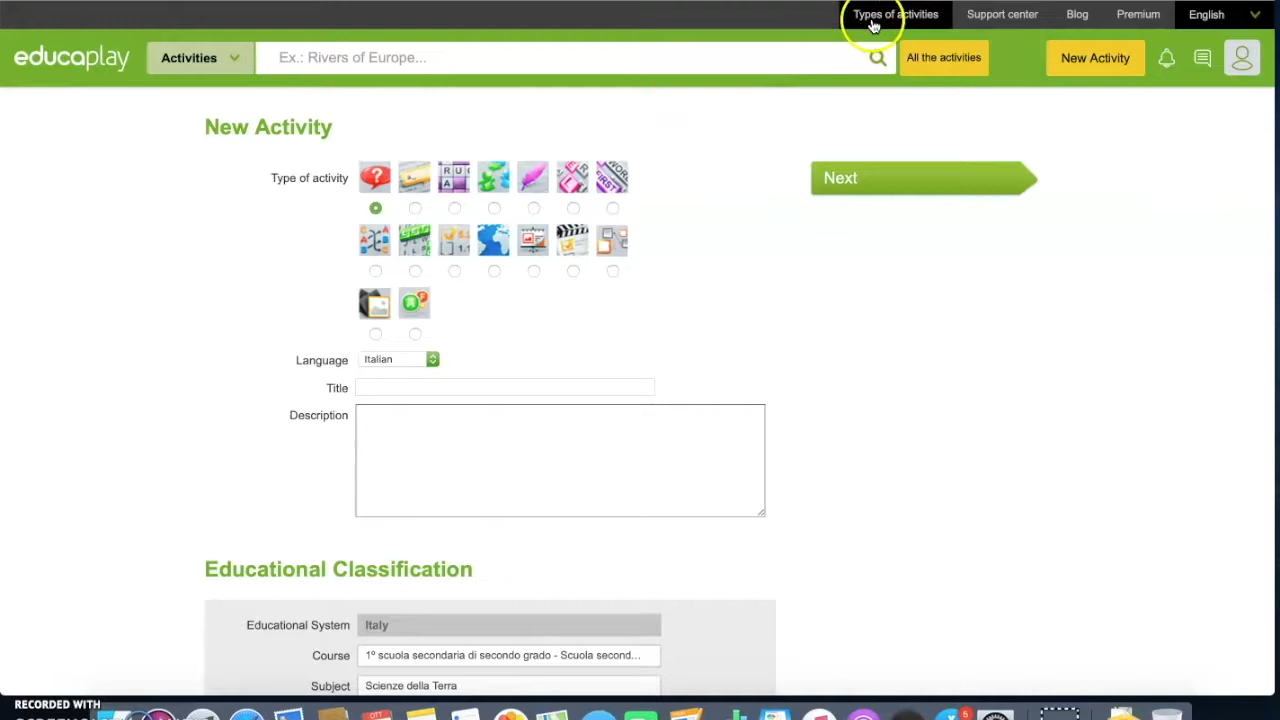 Types of activities Support center Blog Premium English
educaplay Activities Ex.: Rivers of Europe... All the activities New Activity
New Activity
Type of activity
Next
Language Italian
Title
Description
Educational Classification
Educational System Italy
Course 1º scuola secondaria di secondo grado - Scuola second...
Subject Scienze della Terra
RECORDED WITH